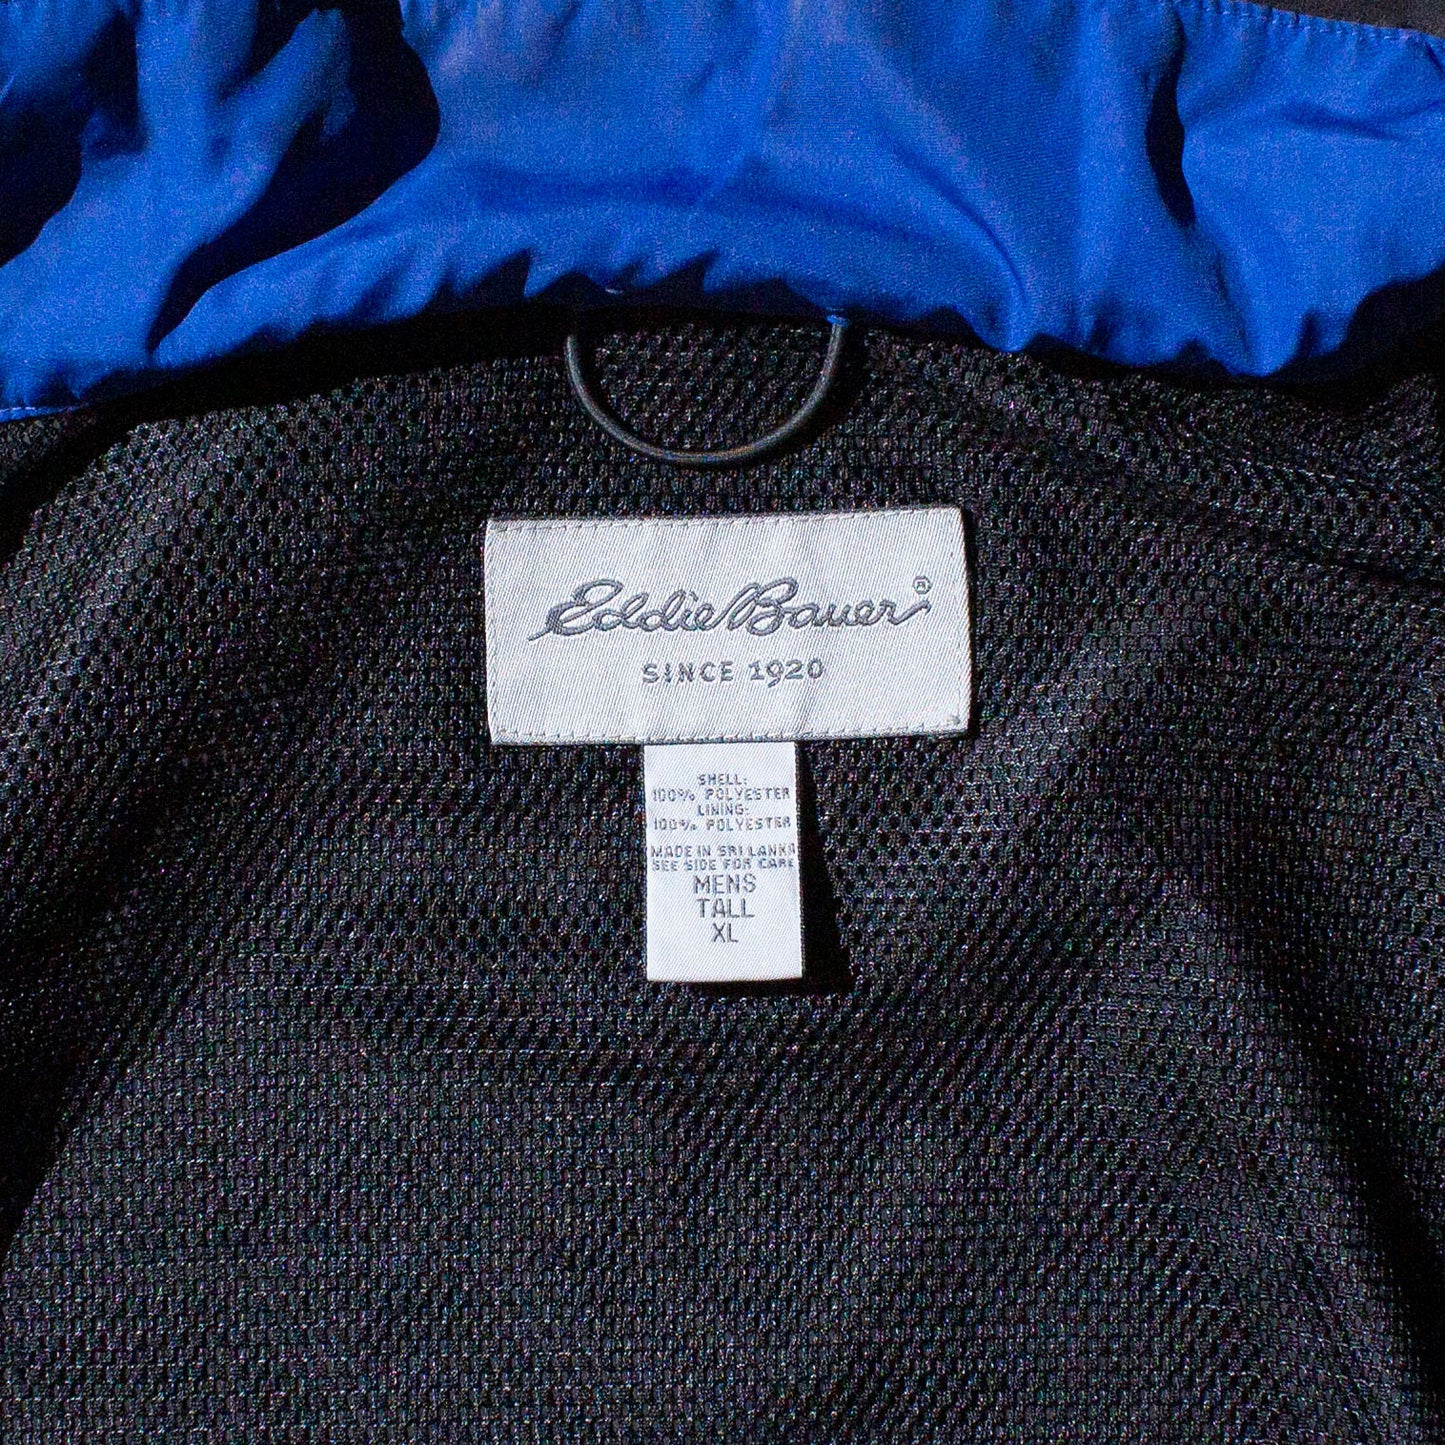 Eddie Bauer®
SINCE 1920
SHELL:
100% POLYESTER
LINING:
100% POLYESTER
MADE IN SRI LANKA
SEE SIDE FOR CARE
MENS
TALL
XL